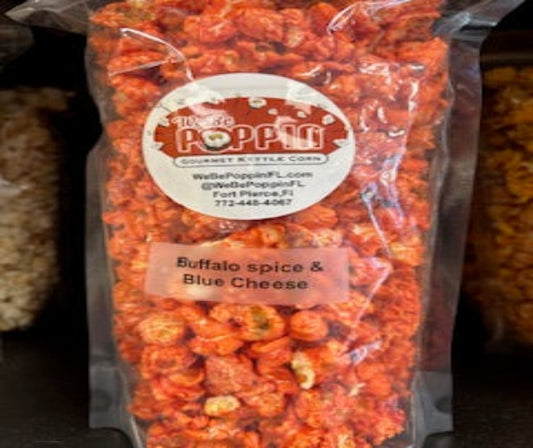 We Be
POPPIN
GOURMET KETTLE CORN
WeBePoppinFL.com
@WeBePoppinFL
Fort Pierce,Fl
772-448-4067
Buffalo spice &
Blue Cheese